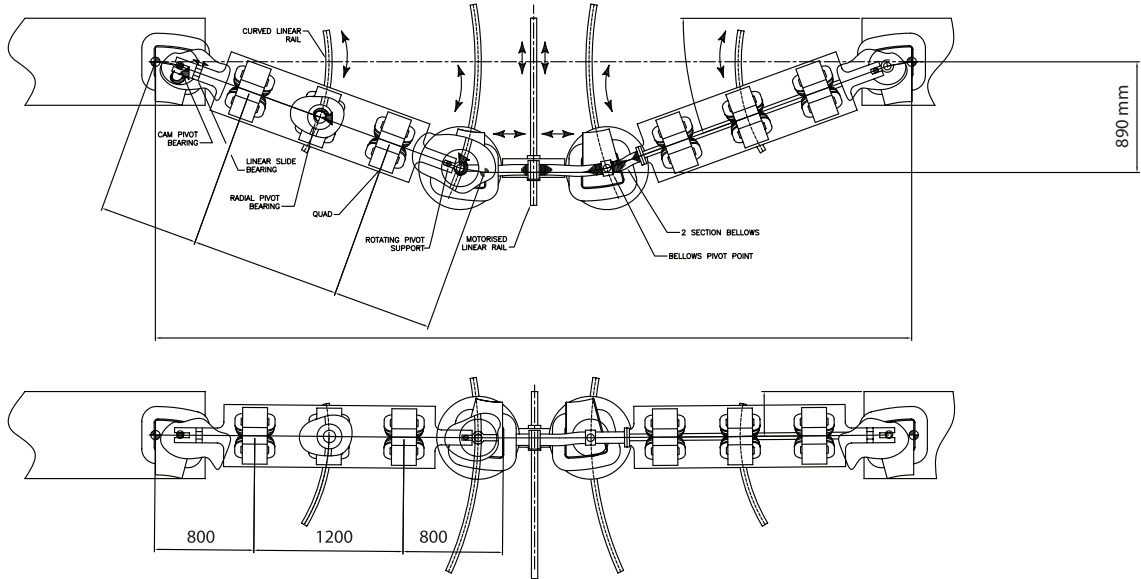 CURVED LINEAR
RAIL
CAM PIVOT
BEARING
LINEAR SLIDE
BEARING
RADIAL PIVOT
BEARING
QUAD
ROTATING PIVOT
SUPPORT
MOTORISED
LINEAR RAIL
2 SECTION BELLOWS
BELLOWS PIVOT POINT
890 mm
800
1200
800